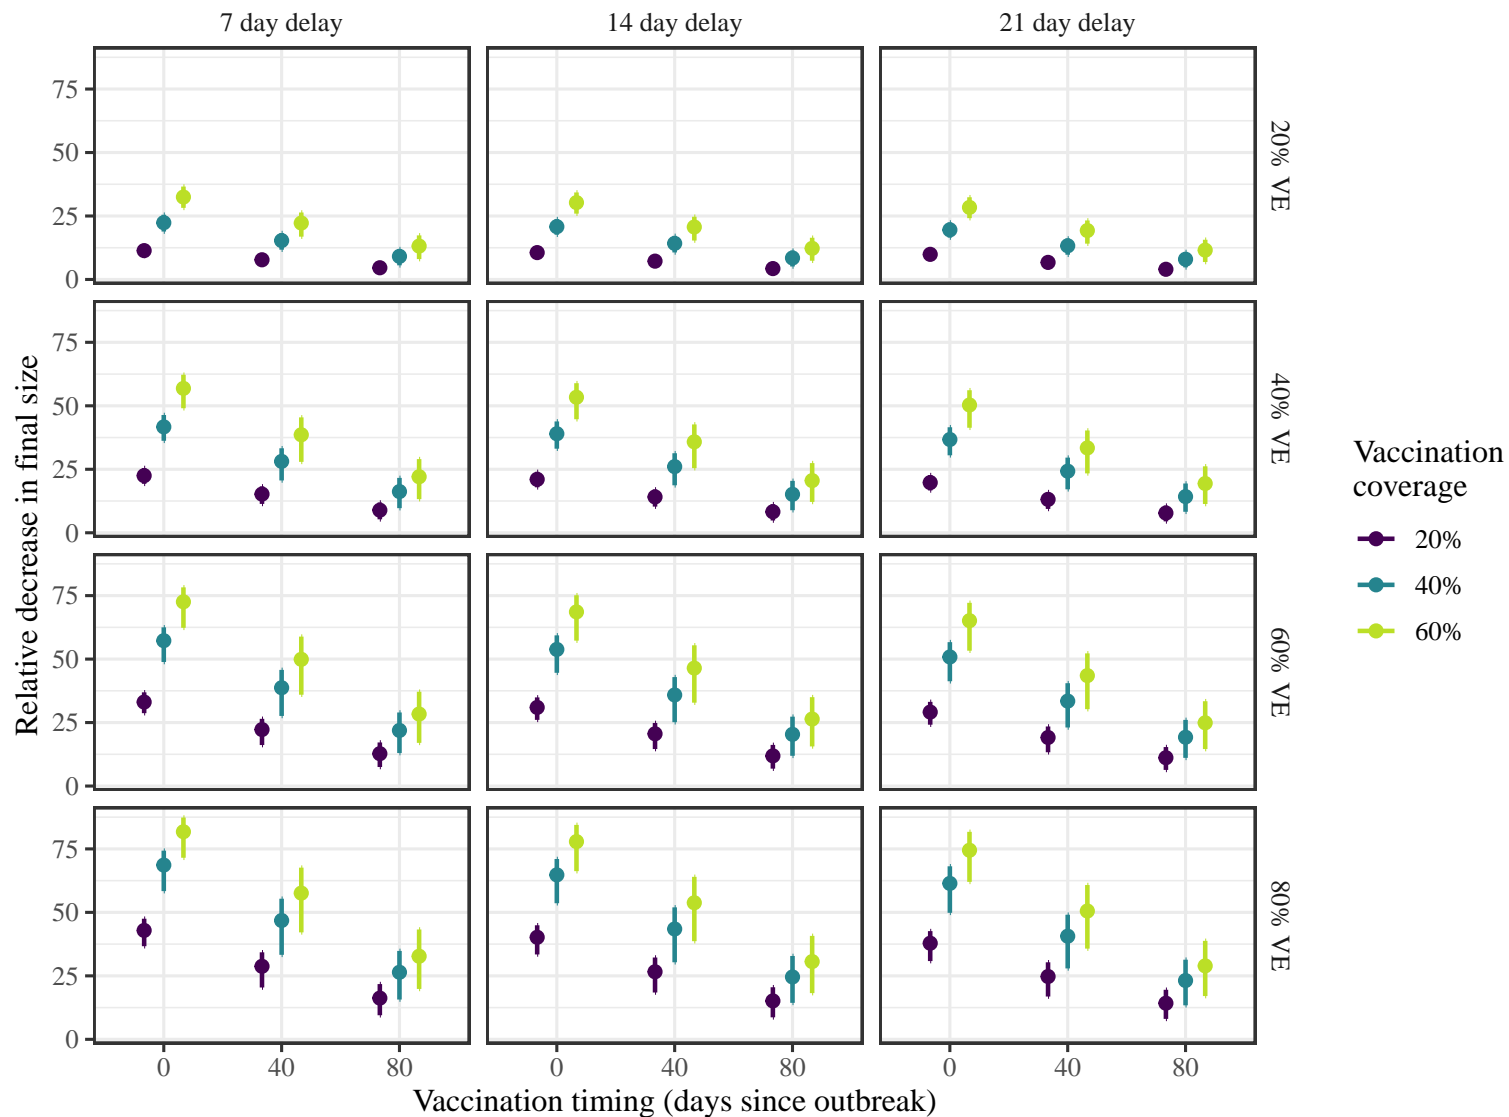 7 day delay
14 day delay
21 day delay
75
50
25
0
20% VE
75
50
25
0
40% VE
75
50
25
0
60% VE
75
50
25
0
80% VE
0
40
80
0
40
80
0
40
80
Vaccination timing (days since outbreak)
Relative decrease in final size
Vaccination
coverage
20%
40%
60%